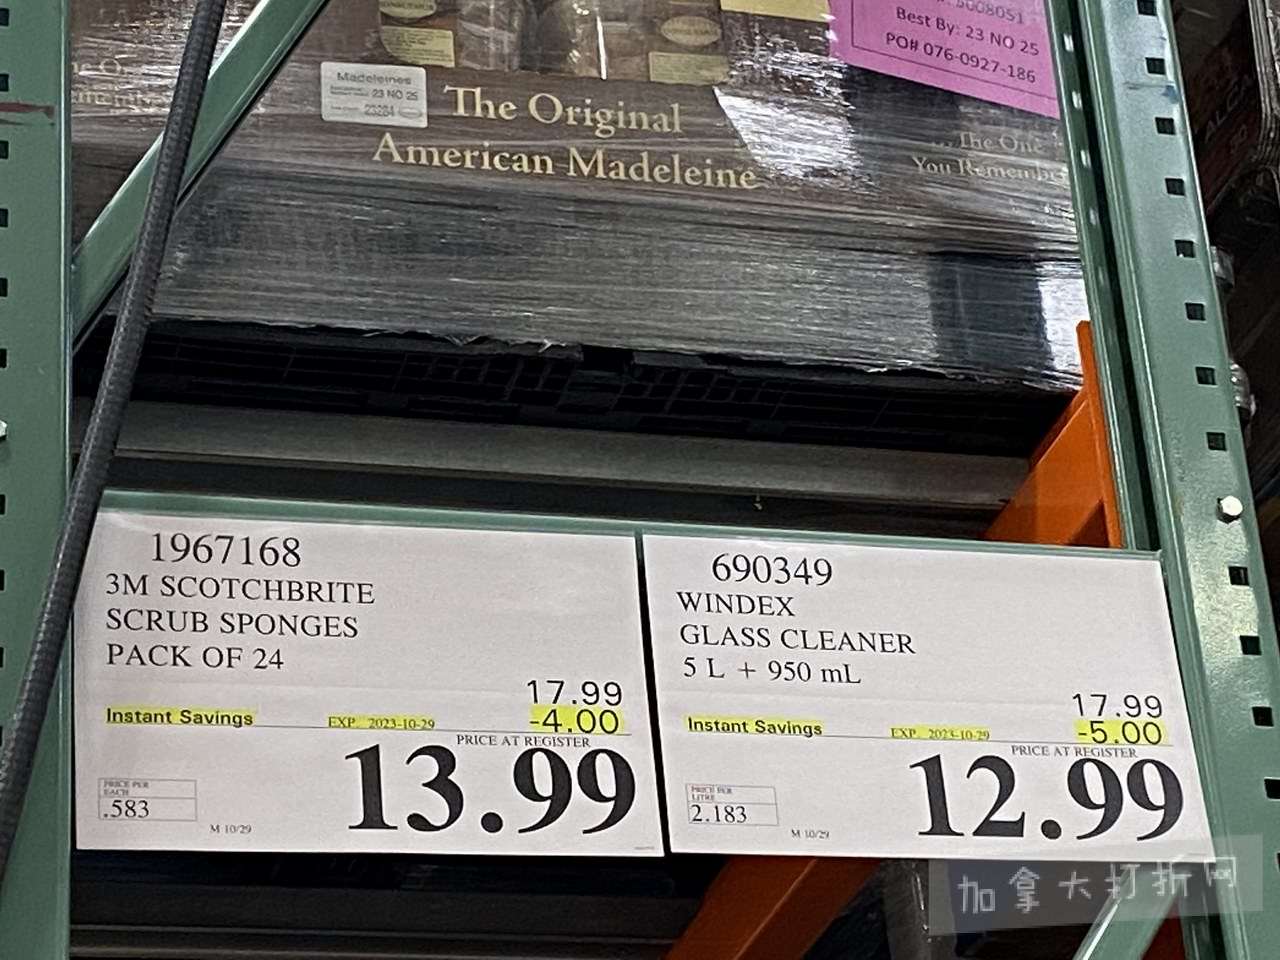 5008051
Best By: 23 NO 25
PO# 076-0927-186
Madeleines
23 NO 25
23284
The Original
American Madeleine
The One
You Remember
1967168
3M SCOTCHBRITE
SCRUB SPONGES
PACK OF 24
17.99
Instant Savings EXP 2023-10-29 -4.00
PRICE AT REGISTER
13.99
PRICE PER
EACH
.583
M 10/29
690349
WINDEX
GLASS CLEANER
5 L + 950 mL
17.99
Instant Savings EXP 2023-10-29 -5.00
PRICE AT REGISTER
12.99
PRICE PER
LITRE
2.183
M 10/29
加拿大打折网